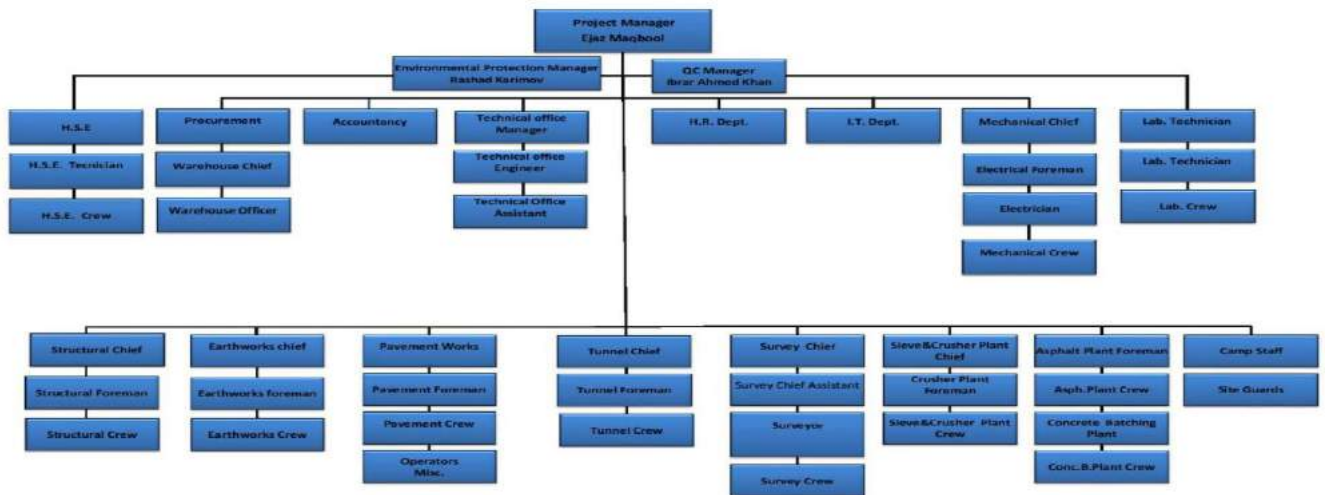 Project Manager
Ejaz Maqbool
Environmental Protection Manager
Rashad Karimov
QC Manager
Ibrar Ahmed Khan
H.S.E
Procurement
Accountancy
Technical office
Manager
H.R. Dept.
I.T. Dept.
Mechanical Chief
Lab. Technician
H.S.E. Tecnician
Warehouse Chief
Technical office
Engineer
Electrical Foreman
Lab. Technician
H.S.E. Crew
Warehouse Officer
Technical Office
Assistant
Electrician
Lab. Crew
Mechanical Crew
Structural Chief
Earthworks chief
Pavement Works
Tunnel Chief
Survey Chief
Sieve&Crusher Plant
Chief
Asphalt Plant Foreman
Camp Staff
Structural Foreman
Earthworks foreman
Pavement Foreman
Tunnel Foreman
Survey Chief Assistant
Crusher Plant
Foreman
Asph.Plant Crew
Site Guards
Structural Crew
Earthworks Crew
Pavement Crew
Tunnel Crew
Surveyor
Sieve&Crusher Plant
Crew
Concrete Batching
Plant
Operators
Misc.
Survey Crew
Conc.B.Plant Crew